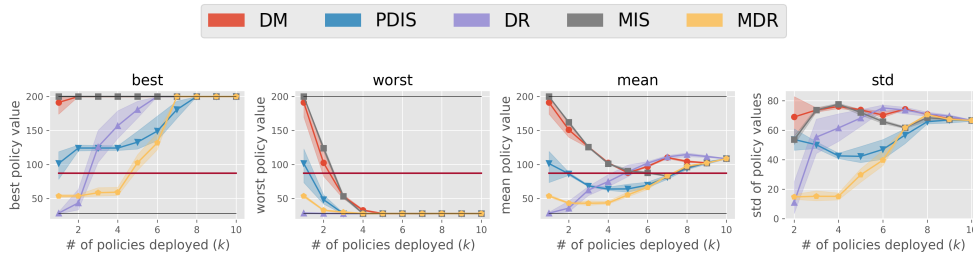 DM PDIS DR MIS MDR
best
best policy value
200
150
100
50
2 4 6 8 10
# of policies deployed (k)
worst
worst policy value
200
150
100
50
2 4 6 8 10
# of policies deployed (k)
mean
mean policy value
200
150
100
50
2 4 6 8 10
# of policies deployed (k)
std
std of policy values
80
60
40
20
0
2 4 6 8 10
# of policies deployed (k)